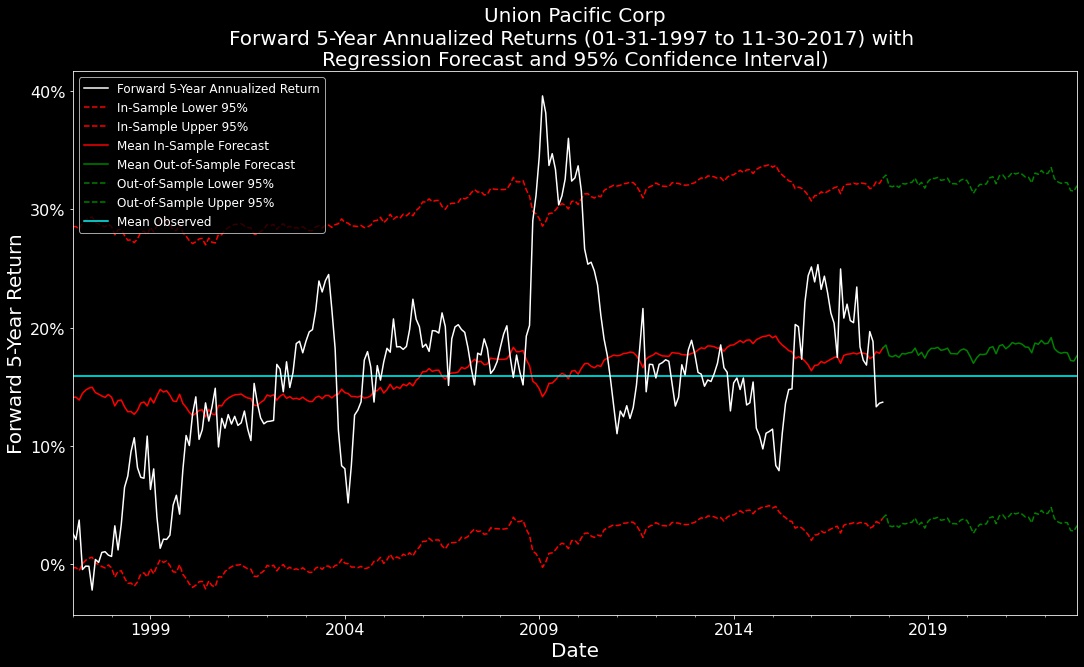 Union Pacific Corp
Forward 5-Year Annualized Returns (01-31-1997 to 11-30-2017) with
Regression Forecast and 95% Confidence Interval)
Forward 5-Year Annualized Return
In-Sample Lower 95%
In-Sample Upper 95%
Mean In-Sample Forecast
Mean Out-of-Sample Forecast
Out-of-Sample Lower 95%
Out-of-Sample Upper 95%
Mean Observed
Forward 5-Year Return
40%
30%
20%
10%
0%
1999
2004
2009
2014
2019
Date